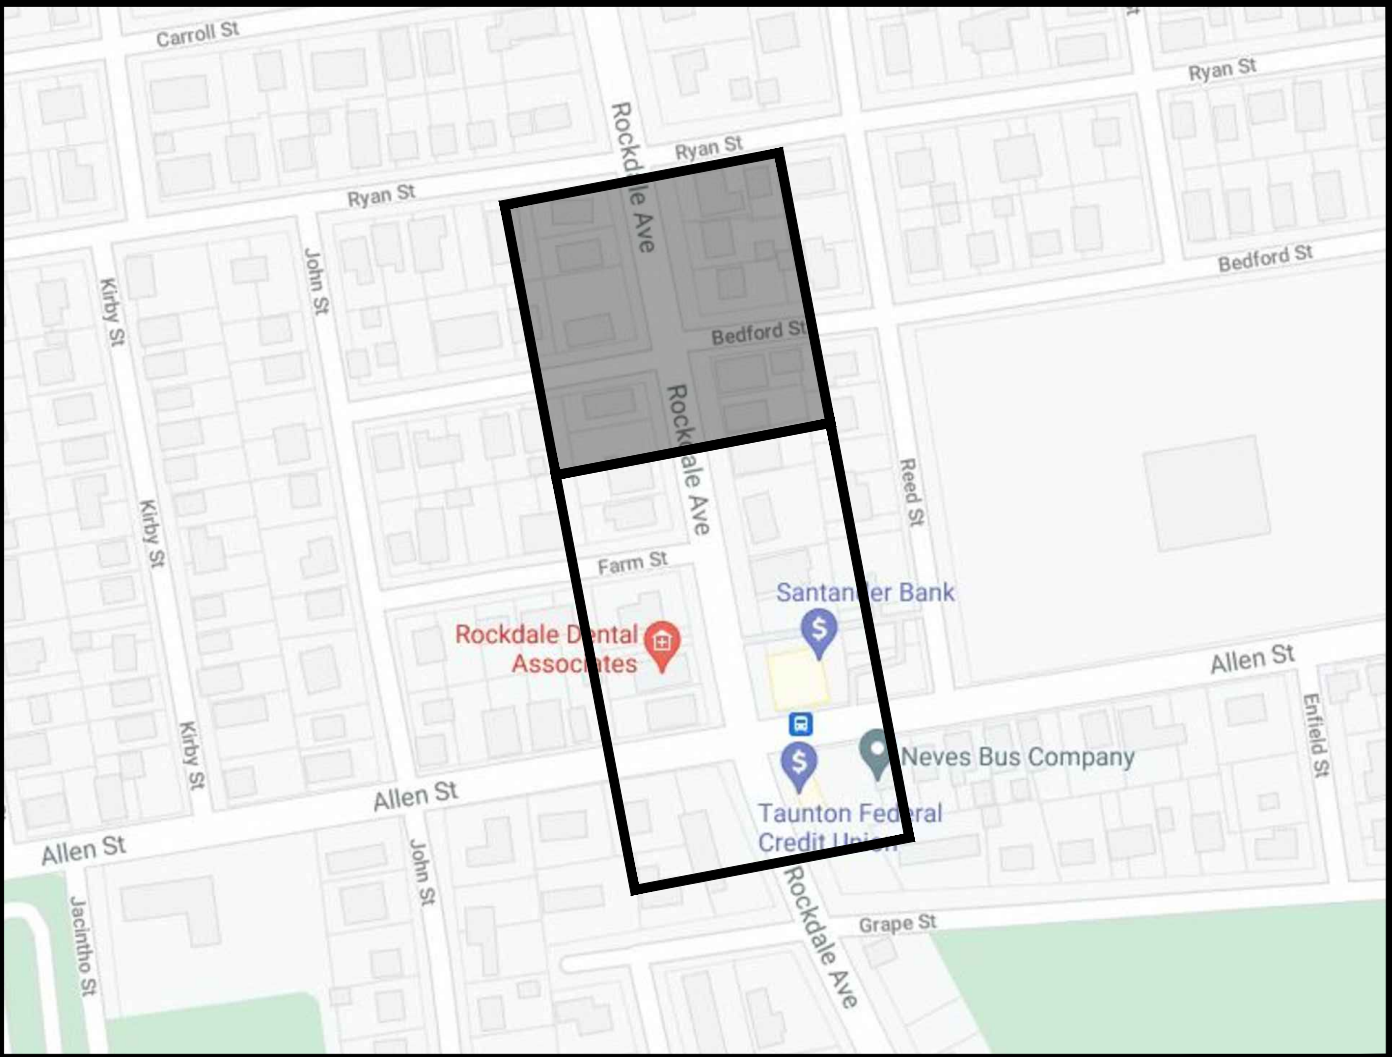 Carroll St
Ryan St
Rockdale Ave
Ryan St
Ryan St
John St
Kirby St
Bedford St
Bedford St
Rockdale Ave
Reed St
Kirby St
Farm St
Santander Bank
Rockdale Dental
Associates
Allen St
Kirby St
Enfield St
Neves Bus Company
Allen St
Taunton Federal
Credit Union
Allen St
John St
Jacintho St
Rockdale Ave
Grape St